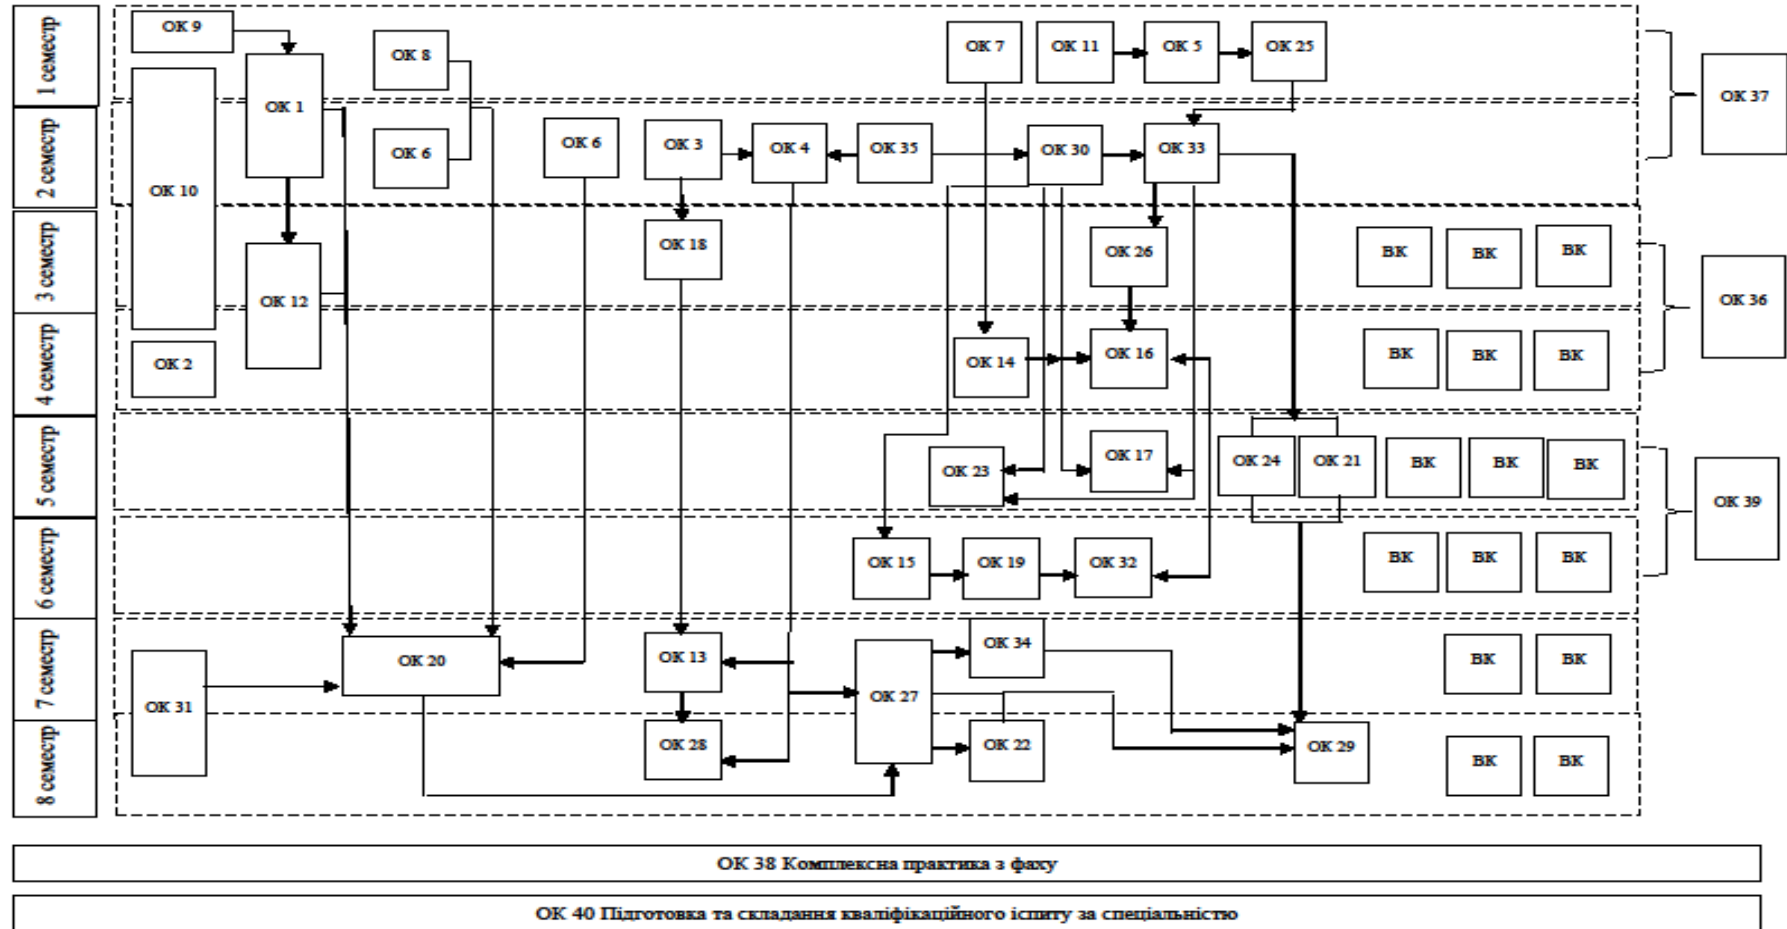 1 семестр
ОК 9
ОК 1
ОК 8
ОК 7
ОК 11
ОК 5
ОК 25
ОК 37
2 семестр
ОК 10
ОК 6
ОК 6
ОК 3
ОК 4
ОК 35
ОК 30
ОК 33
3 семестр
ОК 12
ОК 18
ОК 26
ВК
ВК
ВК
ОК 36
4 семестр
ОК 2
ОК 14
ОК 16
ВК
ВК
ВК
5 семестр
ОК 23
ОК 17
ОК 24
ОК 21
ВК
ВК
ВК
ОК 39
6 семестр
ОК 15
ОК 19
ОК 32
ВК
ВК
ВК
7 семестр
ОК 31
ОК 20
ОК 13
ОК 27
ОК 34
ВК
ВК
8 семестр
ОК 28
ОК 22
ОК 29
ВК
ВК
ОК 38 Комплексна практика з фаху
ОК 40 Підготовка та складання кваліфікаційного іспиту за спеціальністю